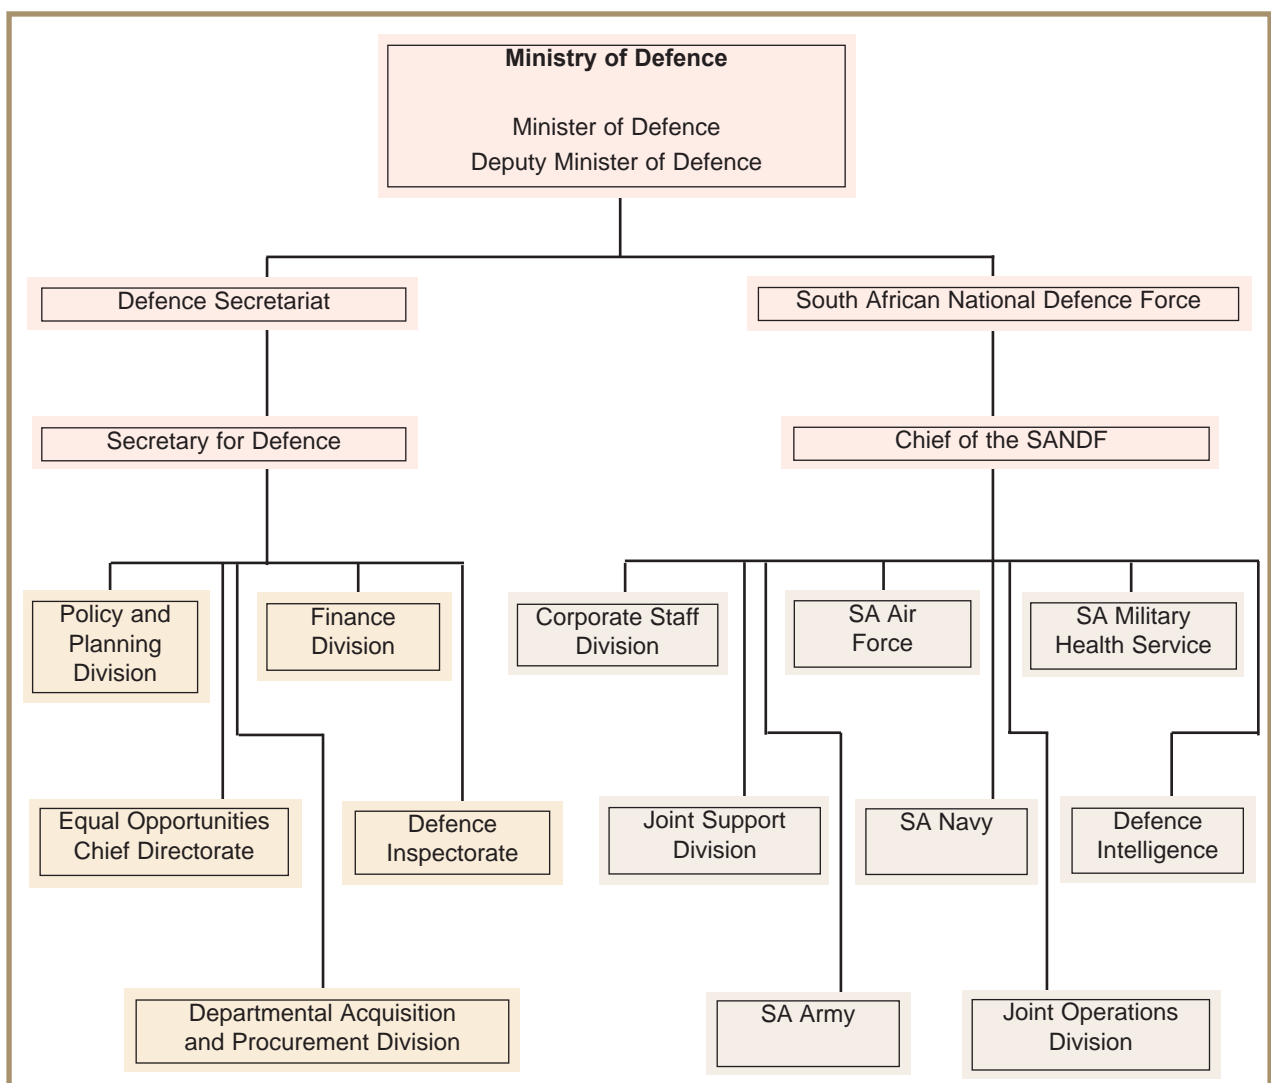 Ministry of Defence
Minister of Defence
Deputy Minister of Defence
Defence Secretariat
South African National Defence Force
Secretary for Defence
Chief of the SANDF
Policy and
Planning
Division
Finance
Division
Corporate Staff
Division
SA Air
Force
SA Military
Health Service
Equal Opportunities
Chief Directorate
Defence
Inspectorate
Joint Support
Division
SA Navy
Defence
Intelligence
Departmental Acquisition
and Procurement Division
SA Army
Joint Operations
Division